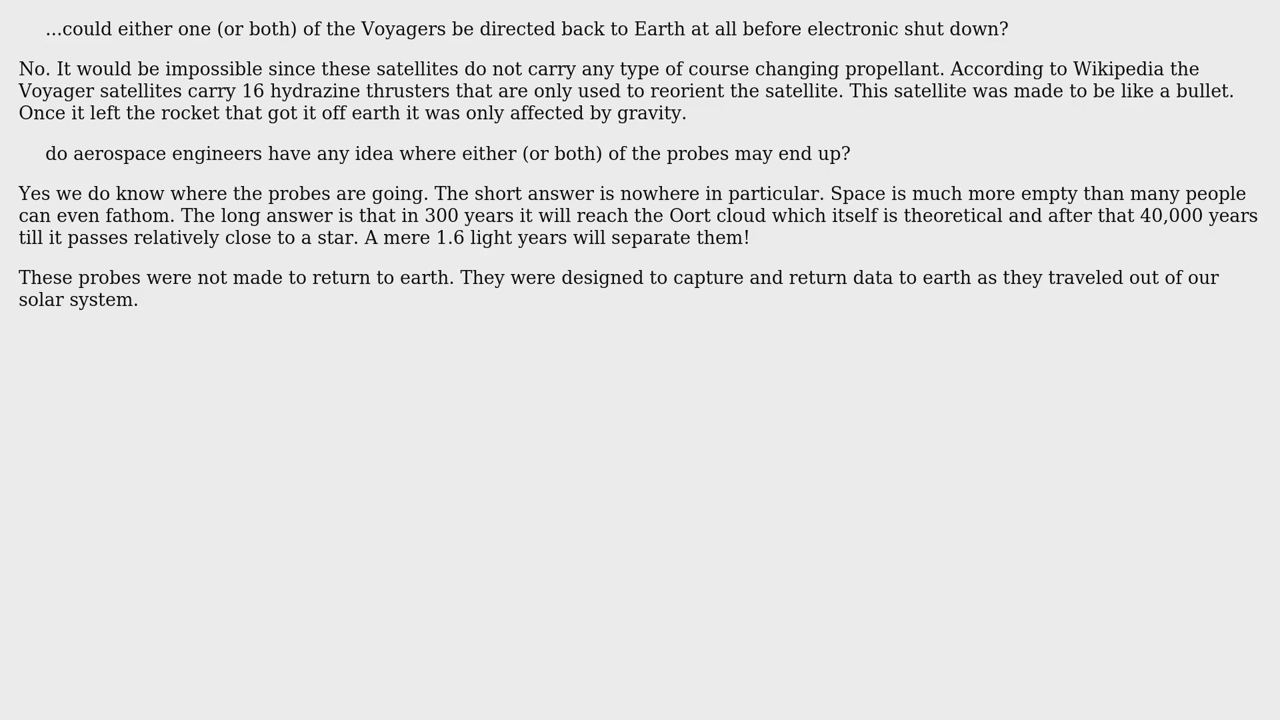 ...could either one (or both) of the Voyagers be directed back to Earth at all before electronic shut down?
No. It would be impossible since these satellites do not carry any type of course changing propellant. According to Wikipedia the
Voyager satellites carry 16 hydrazine thrusters that are only used to reorient the satellite. This satellite was made to be like a bullet.
Once it left the rocket that got it off earth it was only affected by gravity.
do aerospace engineers have any idea where either (or both) of the probes may end up?
Yes we do know where the probes are going. The short answer is nowhere in particular. Space is much more empty than many people
can even fathom. The long answer is that in 300 years it will reach the Oort cloud which itself is theoretical and after that 40,000 years
till it passes relatively close to a star. A mere 1.6 light years will separate them!
These probes were not made to return to earth. They were designed to capture and return data to earth as they traveled out of our
solar system.